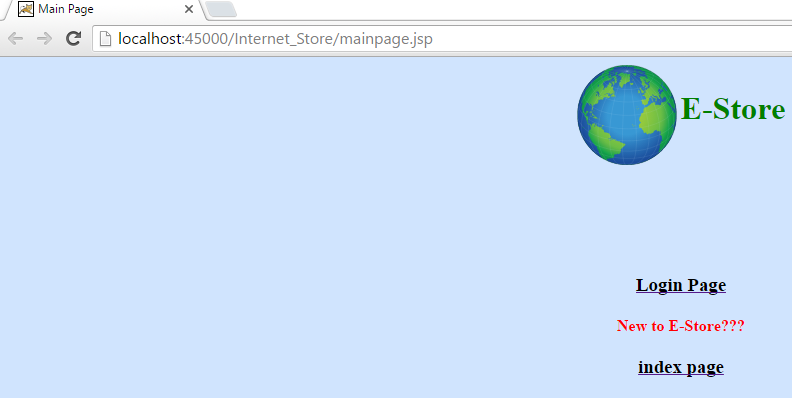 Main Page
localhost:45000/Internet_Store/mainpage.jsp
E-Store
Login Page
New to E-Store???
index page